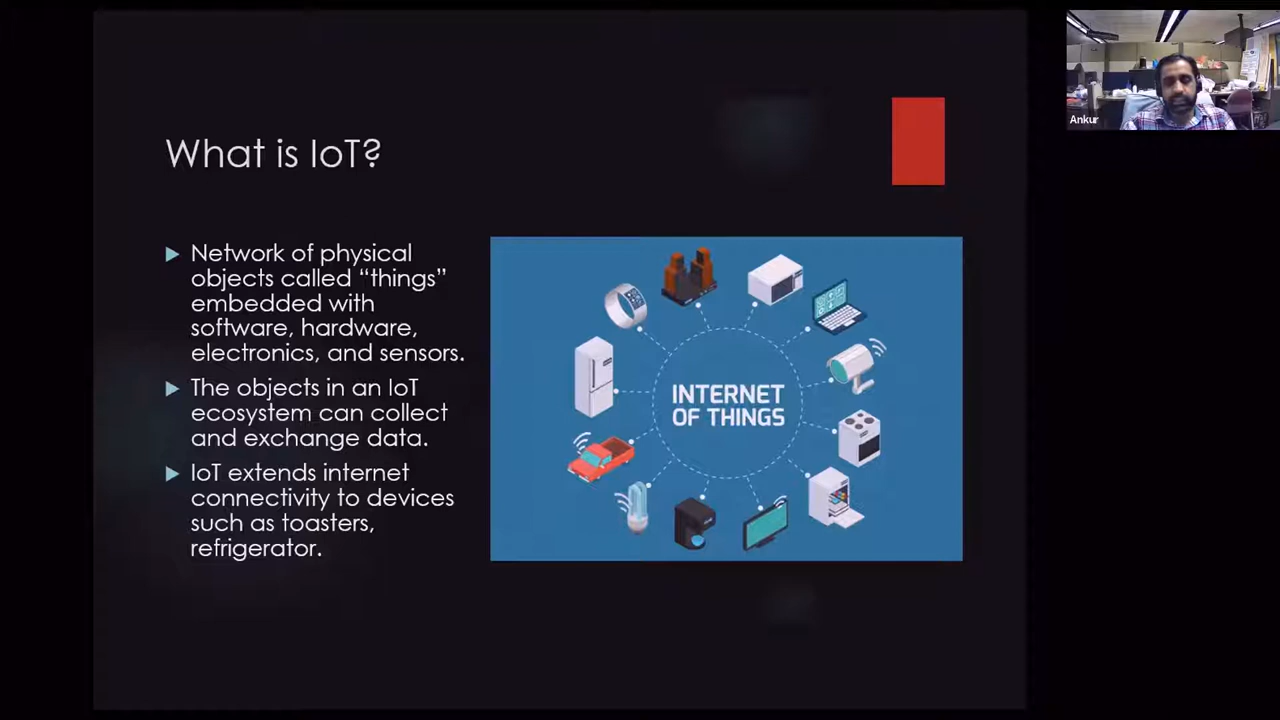 What is IoT?
Network of physical
objects called “things”
embedded with
software, hardware,
electronics, and sensors.
The objects in an IoT
ecosystem can collect
and exchange data.
IoT extends internet
connectivity to devices
such as toasters,
refrigerator.
INTERNET
OF THINGS
Ankur